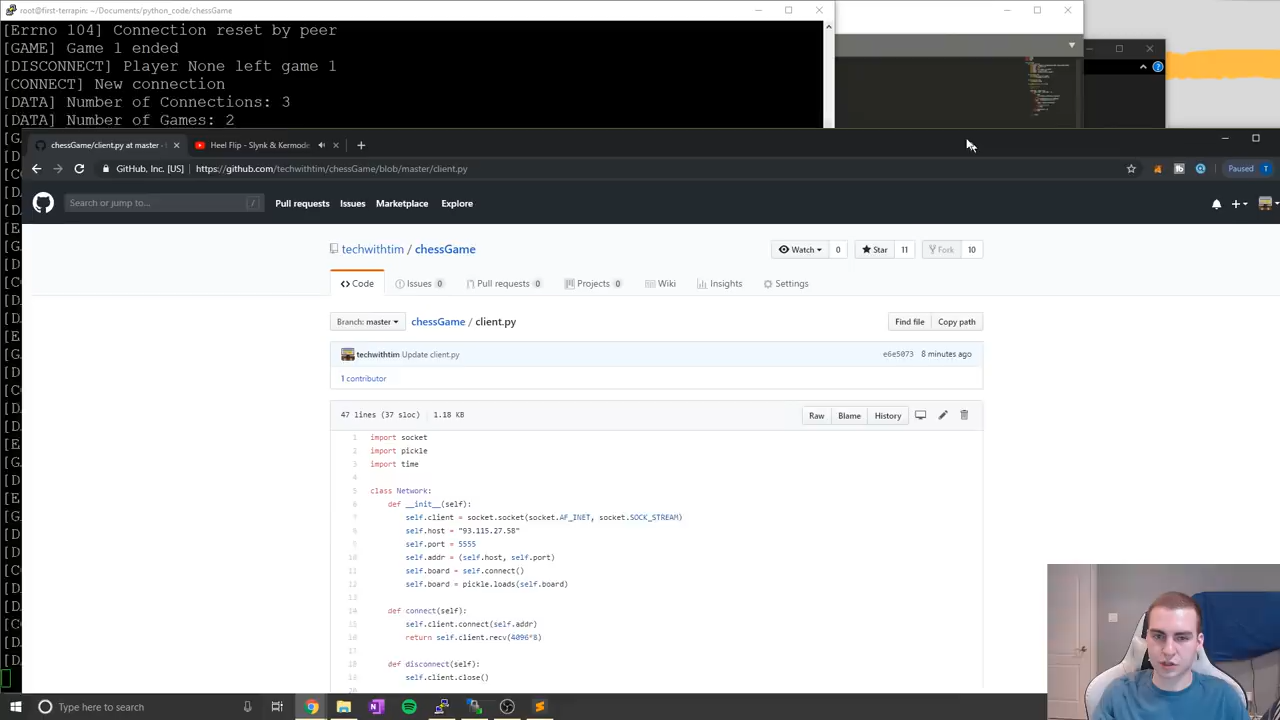 root@first-terrapin: ~/Documents/python_code/chessGame
[Errno 104] Connection reset by peer
[GAME] Game 1 ended
[DISCONNECT] Player None left game 1
[CONNECT] New connection
[DATA] Number of Connections: 3
[DATA] Number of Games: 2
chessGame/client.py at master ·
Heel Flip - Slynk & Kermode
GitHub, Inc. [US]
https://github.com/techwithtim/chessGame/blob/master/client.py
Paused
T
Search or jump to...
/
Pull requests
Issues
Marketplace
Explore
techwithtim / chessGame
Watch
0
Star
11
Fork
10
<> Code
Issues 0
Pull requests 0
Projects 0
Wiki
Insights
Settings
Branch: master
chessGame / client.py
Find file
Copy path
techwithtim Update client.py
e6e5073
8 minutes ago
1 contributor
47 lines (37 sloc)
1.18 KB
Raw
Blame
History
1 import socket
2 import pickle
3 import time
4
5 class Network:
6 def __init__(self):
7 self.client = socket.socket(socket.AF_INET, socket.SOCK_STREAM)
8 self.host = "93.115.27.58"
9 self.port = 5555
10 self.addr = (self.host, self.port)
11 self.board = self.connect()
12 self.board = pickle.loads(self.board)
13
14 def connect(self):
15 self.client.connect(self.addr)
16 return self.client.recv(4096*8)
17
18 def disconnect(self):
19 self.client.close()
20
Type here to search